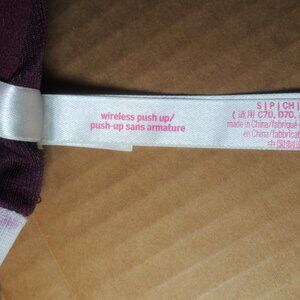 wireless push up/
push-up sans armature
S | P | CH |
( 适用 C70, D70,
made in China/fabriqué
en China/fabbricat
中国制造